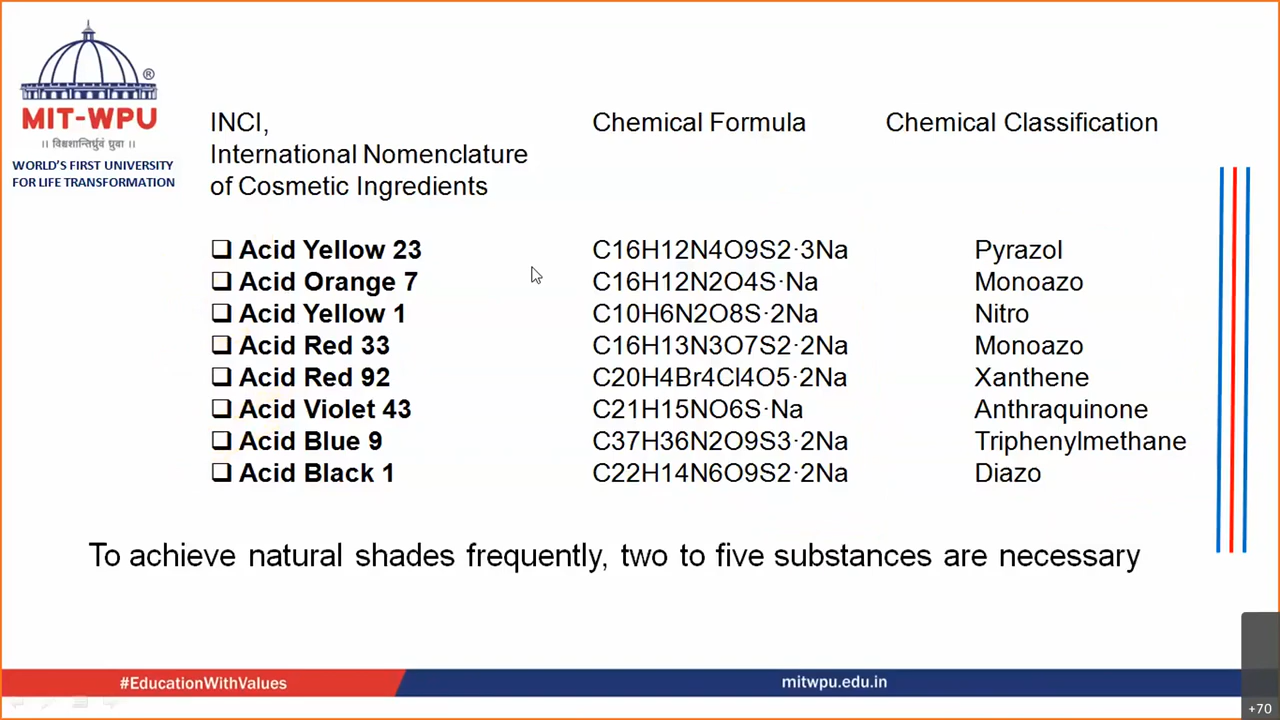 MIT-WPU
®
।। विश्वशान्तिर्ध्रुवं ध्रुवा ।।
WORLD'S FIRST UNIVERSITY
FOR LIFE TRANSFORMATION
INCI, Chemical Formula Chemical Classification
International Nomenclature
of Cosmetic Ingredients
❑ Acid Yellow 23 C16H12N4O9S2·3Na Pyrazol
❑ Acid Orange 7 C16H12N2O4S·Na Monoazo
❑ Acid Yellow 1 C10H6N2O8S·2Na Nitro
❑ Acid Red 33 C16H13N3O7S2·2Na Monoazo
❑ Acid Red 92 C20H4Br4Cl4O5·2Na Xanthene
❑ Acid Violet 43 C21H15NO6S·Na Anthraquinone
❑ Acid Blue 9 C37H36N2O9S3·2Na Triphenylmethane
❑ Acid Black 1 C22H14N6O9S2·2Na Diazo
To achieve natural shades frequently, two to five substances are necessary
#EducationWithValues mitwpu.edu.in
+70